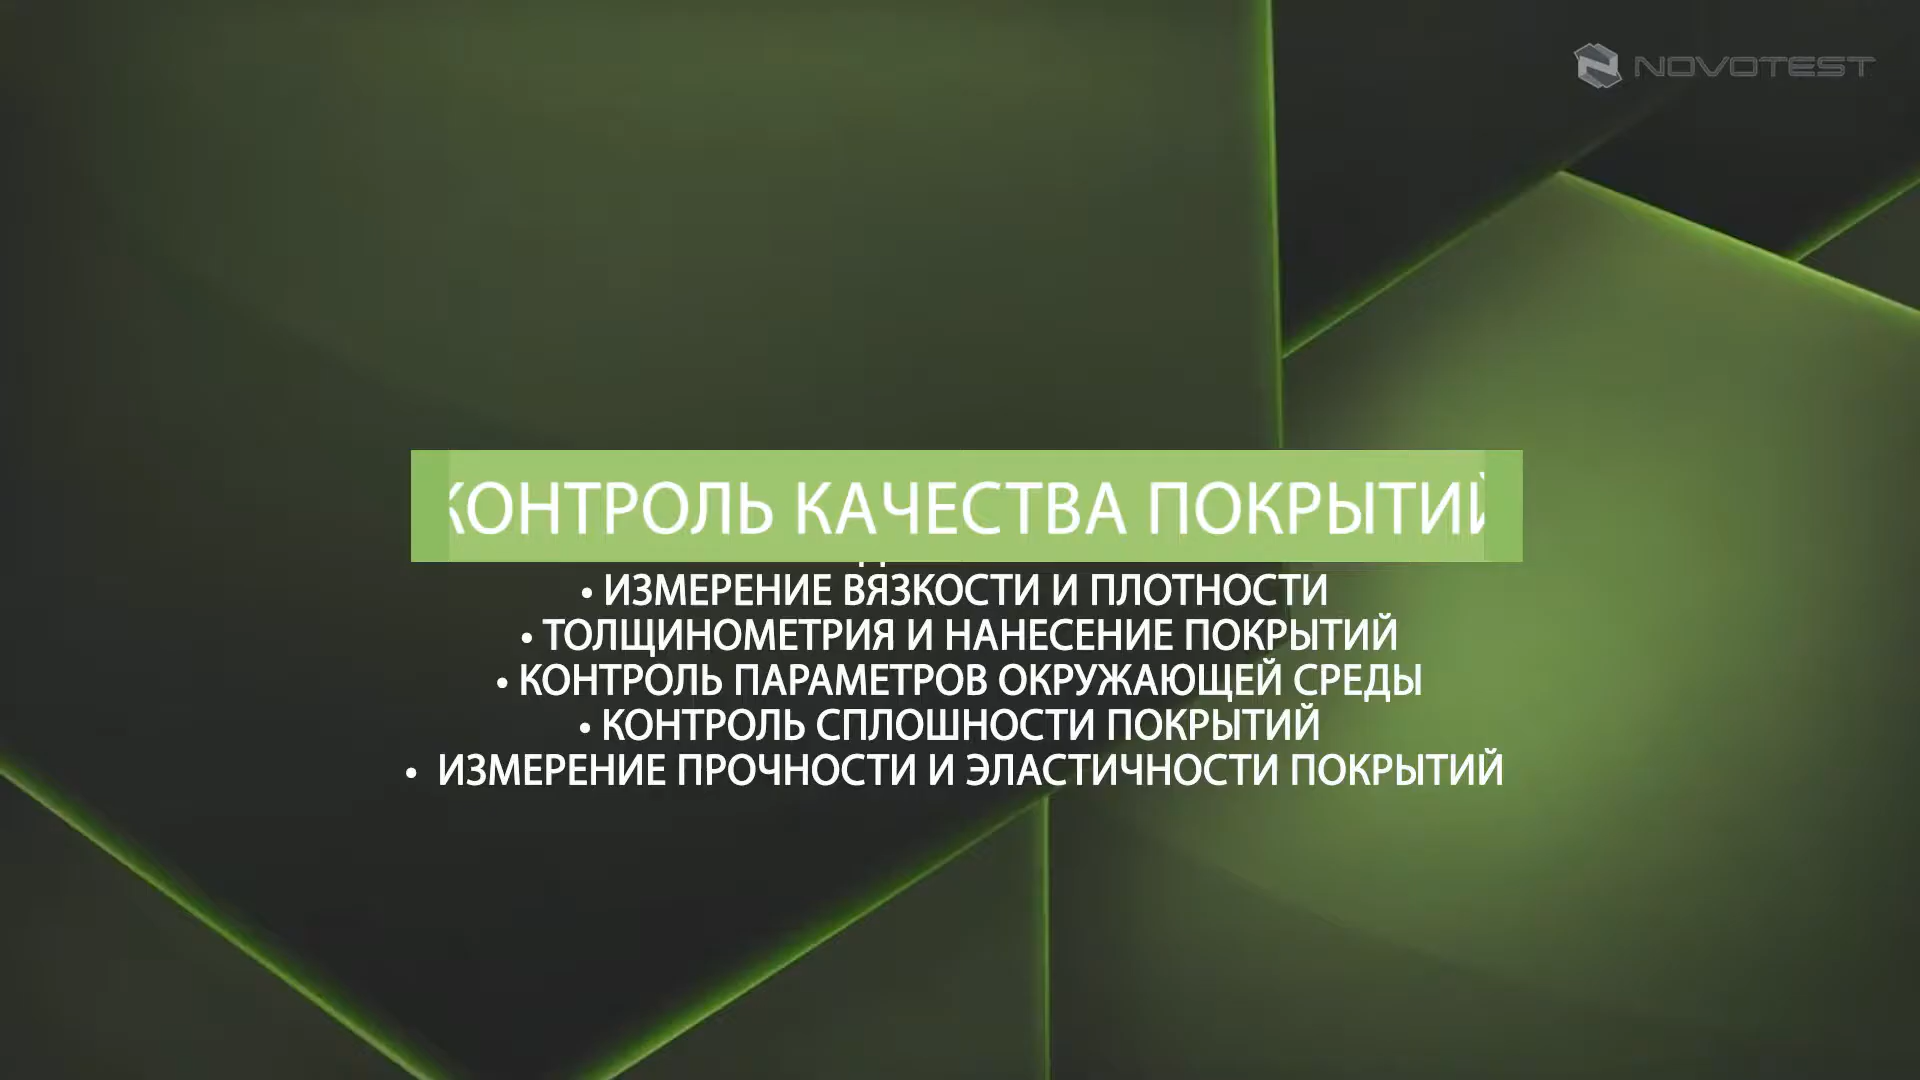 NOVOTEST
КОНТРОЛЬ КАЧЕСТВА ПОКРЫТИЙ
• ИЗМЕРЕНИЕ ВЯЗКОСТИ И ПЛОТНОСТИ
• ТОЛЩИНОМЕТРИЯ И НАНЕСЕНИЕ ПОКРЫТИЙ
• КОНТРОЛЬ ПАРАМЕТРОВ ОКРУЖАЮЩЕЙ СРЕДЫ
• КОНТРОЛЬ СПЛОШНОСТИ ПОКРЫТИЙ
• ИЗМЕРЕНИЕ ПРОЧНОСТИ И ЭЛАСТИЧНОСТИ ПОКРЫТИЙ